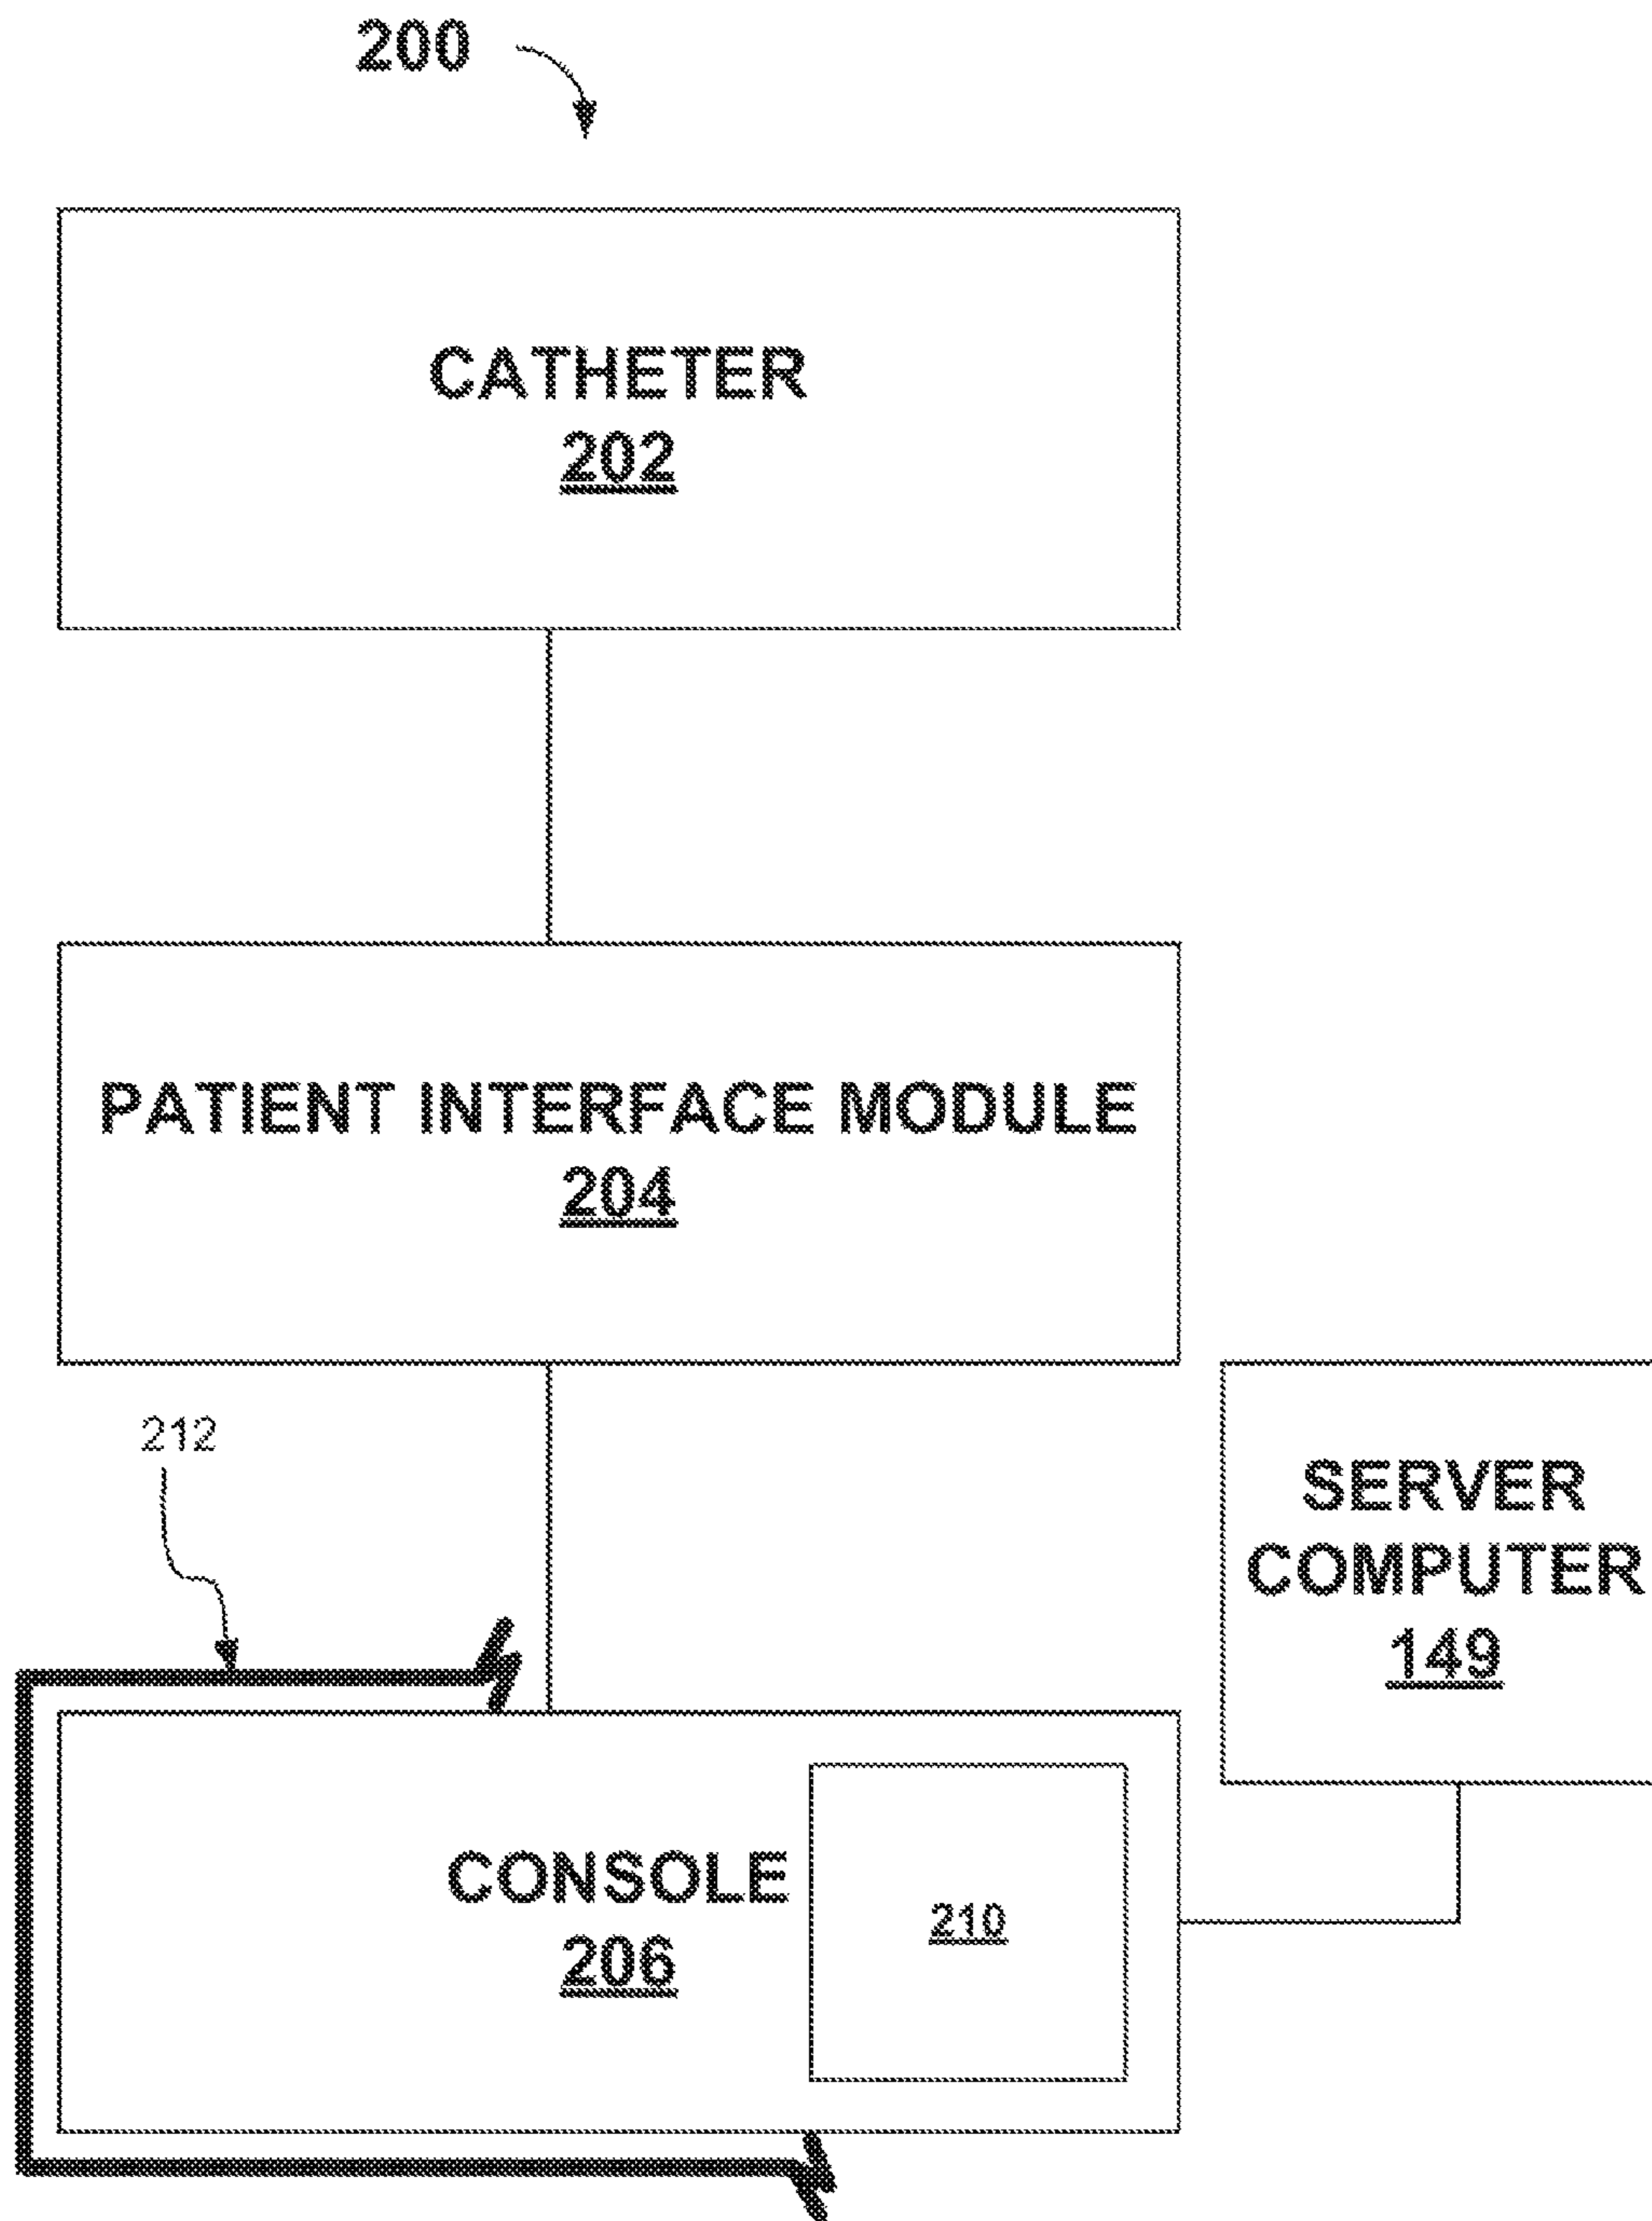 200
CATHETER
202
PATIENT INTERFACE MODULE
204
212
SERVER
COMPUTER
149
CONSOLE
206
210